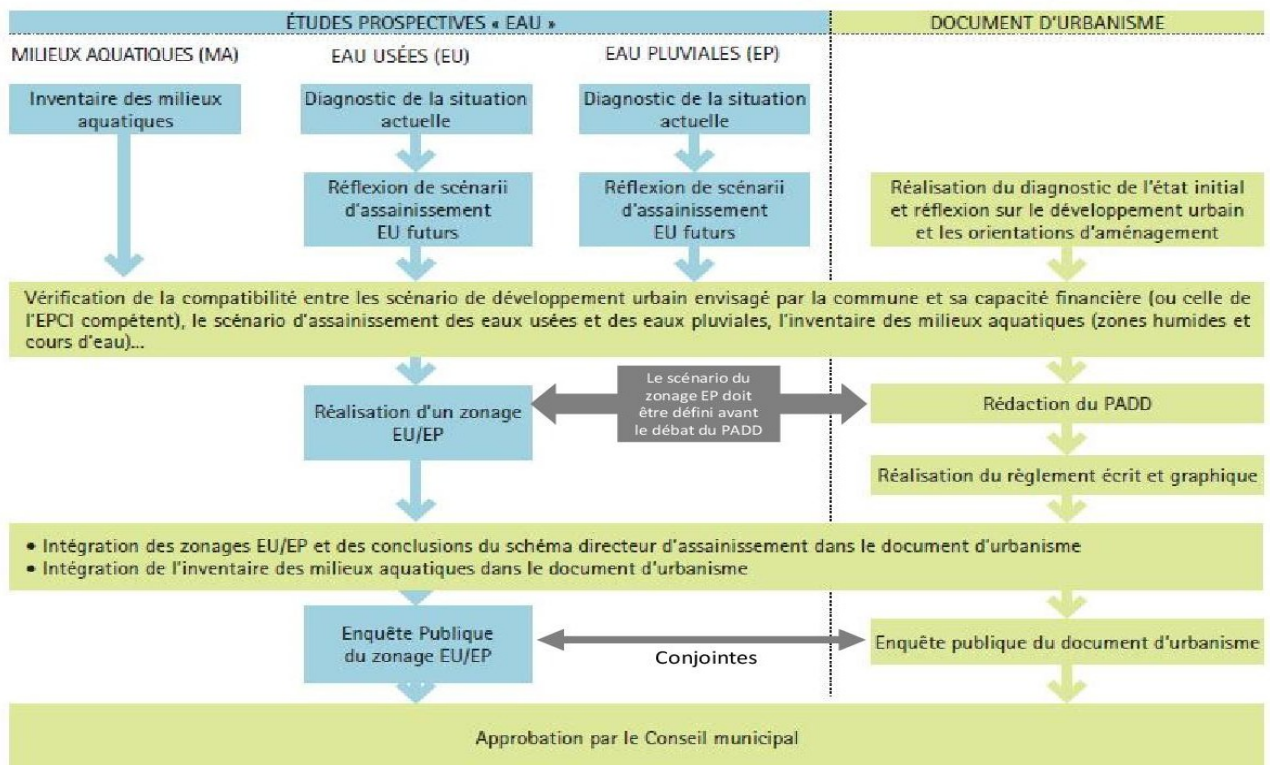 ÉTUDES PROSPECTIVES « EAU »
DOCUMENT D'URBANISME
MILIEUX AQUATIQUES (MA)
EAU USÉES (EU)
EAU PLUVIALES (EP)
Inventaire des milieux
aquatiques
Diagnostic de la situation
actuelle
Diagnostic de la situation
actuelle
Réflexion de scénarii
d'assainissement
EU futurs
Réflexion de scénarii
d'assainissement
EU futurs
Réalisation du diagnostic de l'état initial
et réflexion sur le développement urbain
et les orientations d'aménagement
Vérification de la compatibilité entre les scénario de développement urbain envisagé par la commune et sa capacité financière (ou celle de
l'EPCI compétent), le scénario d'assainissement des eaux usées et des eaux pluviales, l'inventaire des milieux aquatiques (zones humides et
cours d'eau)...
Réalisation d'un zonage
EU/EP
Le scénario du
zonage EP doit
être défini avant
le débat du PADD
Rédaction du PADD
Réalisation du règlement écrit et graphique
• Intégration des zonages EU/EP et des conclusions du schéma directeur d'assainissement dans le document d'urbanisme
• Intégration de l'inventaire des milieux aquatiques dans le document d'urbanisme
Enquête Publique
du zonage EU/EP
Conjointes
Enquête publique du document d'urbanisme
Approbation par le Conseil municipal